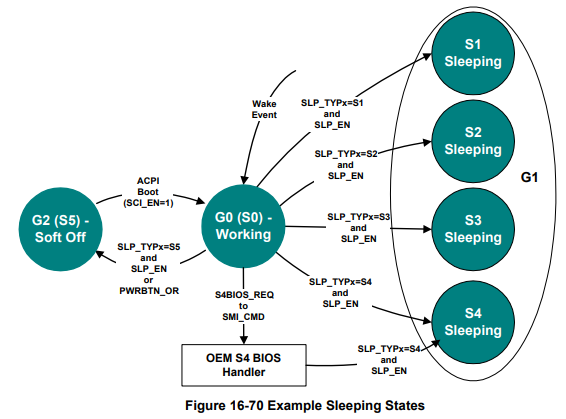 S1
Sleeping
Wake
Event
SLP_TYPx=S1
and
SLP_EN
S2
Sleeping
SLP_TYPx=S2
and
SLP_EN
G1
ACPI
Boot
(SCI_EN=1)
G2 (S5) -
Soft Off
G0 (S0) -
Working
SLP_TYPx=S3
and
SLP_EN
S3
Sleeping
SLP_TYPx=S5
and
SLP_EN
or
PWRBTN_OR
S4BIOS_REQ
to
SMI_CMD
SLP_TYPx=S4
and
SLP_EN
S4
Sleeping
OEM S4 BIOS
Handler
SLP_TYPx=S4
and
SLP_EN
Figure 16-70 Example Sleeping States